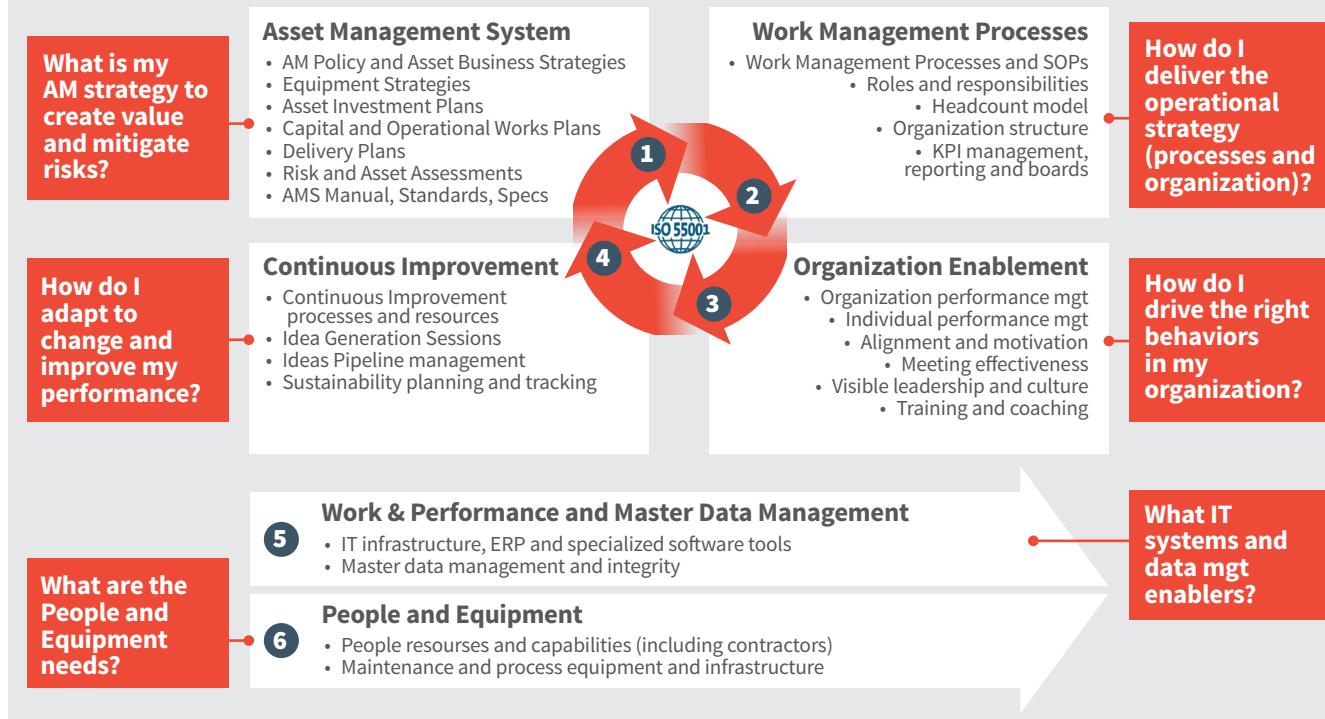 What is my
AM strategy to
create value
and mitigate
risks?
Asset Management System
• AM Policy and Asset Business Strategies
• Equipment Strategies
• Asset Investment Plans
• Capital and Operational Works Plans
• Delivery Plans
• Risk and Asset Assessments
• AMS Manual, Standards, Specs
Work Management Processes
• Work Management Processes and SOPs
• Roles and responsibilities
• Headcount model
• Organization structure
• KPI management,
reporting and boards
How do I
deliver the
operational
strategy
(processes and
organization)?
1
2
ISO 55001
4
3
How do I
adapt to
change and
improve my
performance?
Continuous Improvement
• Continuous Improvement
processes and resources
• Idea Generation Sessions
• Ideas Pipeline management
• Sustainability planning and tracking
Organization Enablement
• Organization performance mgt
• Individual performance mgt
• Alignment and motivation
• Meeting effectiveness
• Visible leadership and culture
• Training and coaching
How do I
drive the right
behaviors
in my
organization?
5
Work & Performance and Master Data Management
• IT infrastructure, ERP and specialized software tools
• Master data management and integrity
What IT
systems and
data mgt
enablers?
What are the
People and
Equipment
needs?
6
People and Equipment
• People resourses and capabilities (including contractors)
• Maintenance and process equipment and infrastructure